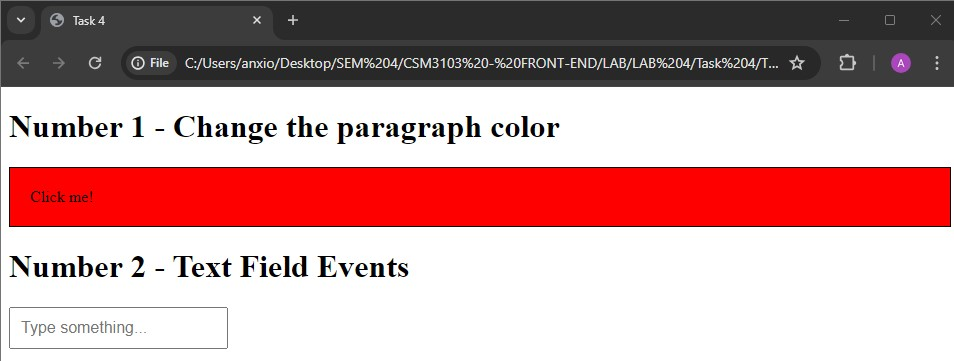 Task 4
File C:/Users/anxio/Desktop/SEM%204/CSM3103%20-%20FRONT-END/LAB/LAB%204/Task%204/T...
A
Number 1 - Change the paragraph color
Click me!
Number 2 - Text Field Events
Type something...